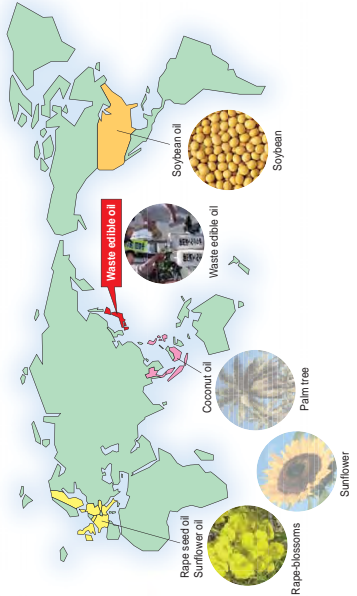 Waste edible oil
Rape seed oil
Sunflower oil
Soybean oil
Coconut oil
Waste edible oil
Soybean
Rape-blossoms
Palm tree
Sunflower